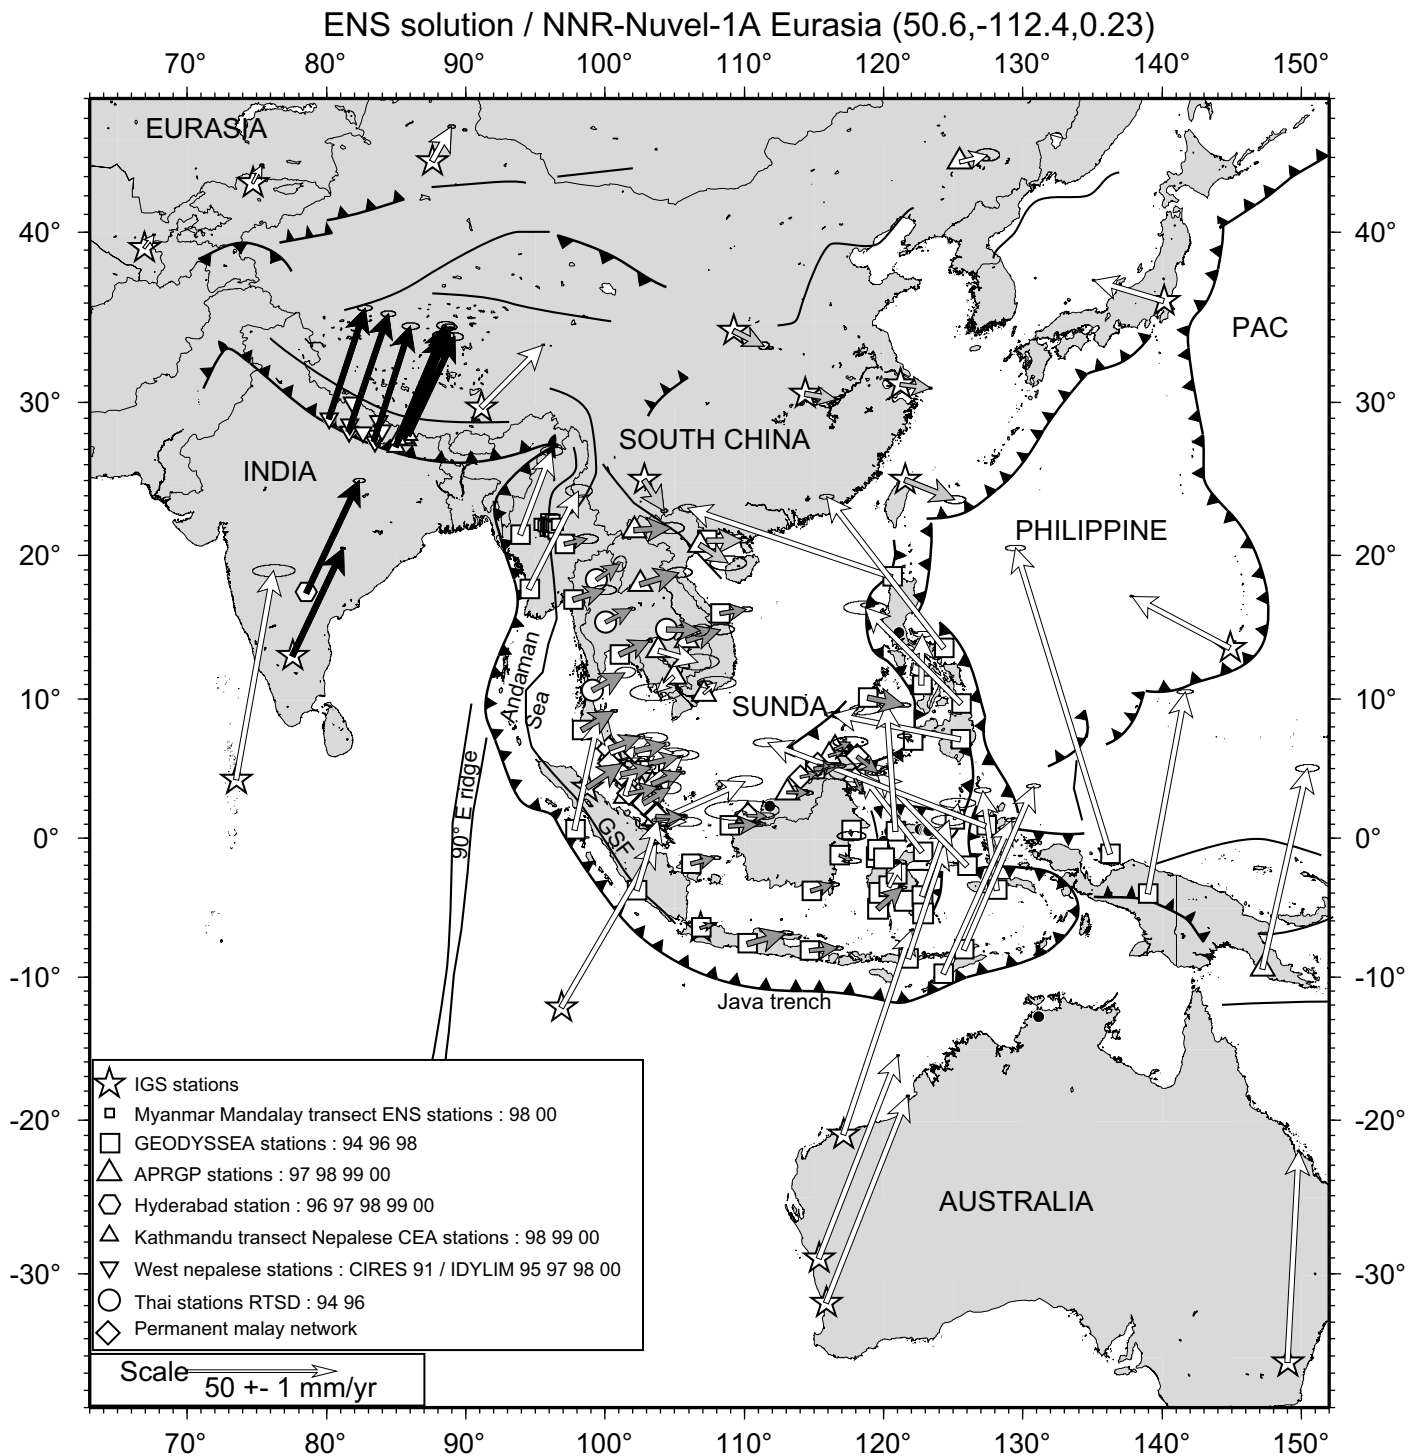 ENS solution / NNR-Nuvel-1A Eurasia (50.6,-112.4,0.23)
70° 80° 90° 100° 110° 120° 130° 140° 150°
EURASIA
40° 40°
PAC
30° 30°
SOUTH CHINA
INDIA
PHILIPPINE
20° 20°
Andaman
Sea
10° 10°
SUNDA
90° E ridge
GSF
0° 0°
-10° -10°
Java trench
IGS stations
Myanmar Mandalay transect ENS stations : 98 00
-20° -20°
GEODYSSEA stations : 94 96 98
APRGP stations : 97 98 99 00
AUSTRALIA
Hyderabad station : 96 97 98 99 00
Kathmandu transect Nepalese CEA stations : 98 99 00
West nepalese stations : CIRES 91 / IDYLIM 95 97 98 00
-30° -30°
Thai stations RTSD : 94 96
Permanent malay network
Scale
50 +- 1 mm/yr
70° 80° 90° 100° 110° 120° 130° 140° 150°